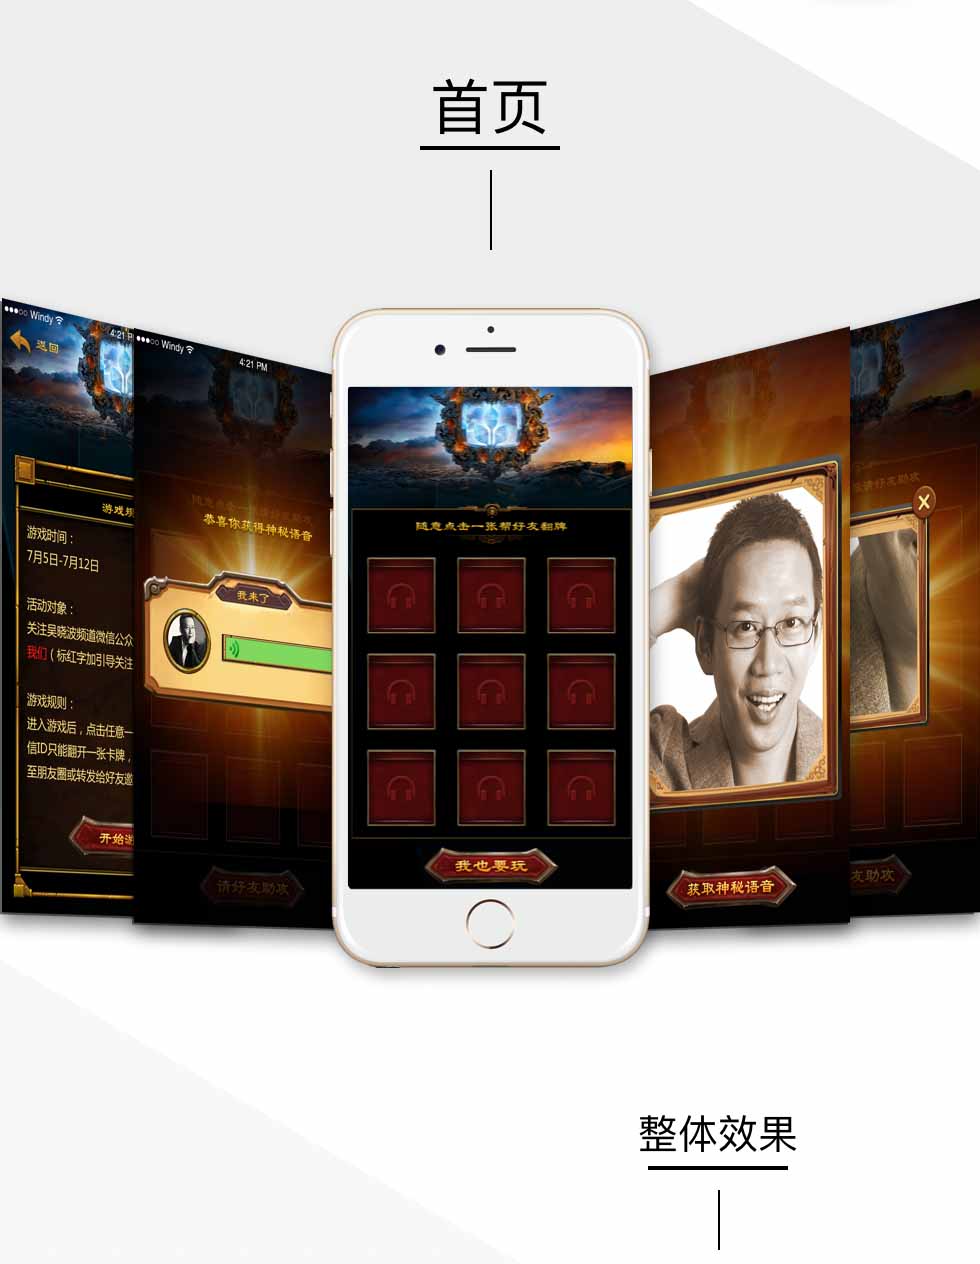 首页
Windy
4:21 P
返回
游戏规
游戏时间：
7月5日-7月12日
活动对象：
关注吴晓波频道微信公众
我们（标红字加引导关注
游戏规则：
进入游戏后，点击任意一
信ID只能翻开一张卡牌，
至朋友圈或转发给好友邀
开始游
Windy
4:21 PM
恭喜你获得神秘语音
我来了
请好友助攻
随意点击一张帮好友翻牌
我也要玩
获取神秘语音
请好友助攻
友助攻
整体效果